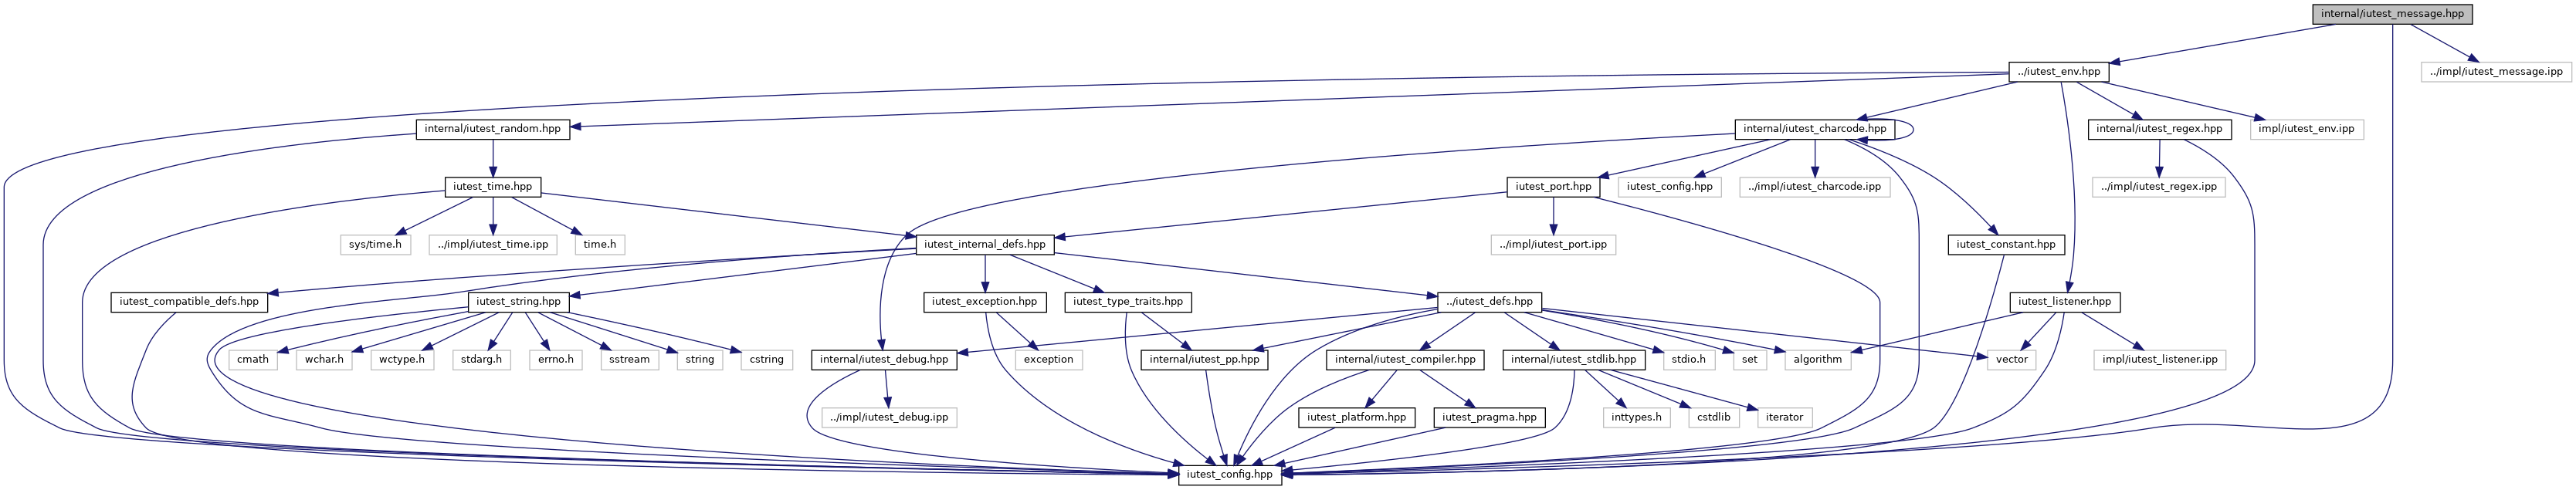 internal/iutest_message.hpp
../iutest_env.hpp
../impl/iutest_message.ipp
internal/iutest_random.hpp
internal/iutest_charcode.hpp
internal/iutest_regex.hpp
impl/iutest_env.ipp
iutest_time.hpp
iutest_port.hpp
iutest_config.hpp
../impl/iutest_charcode.ipp
../impl/iutest_regex.ipp
sys/time.h
../impl/iutest_time.ipp
time.h
iutest_internal_defs.hpp
../impl/iutest_port.ipp
iutest_constant.hpp
iutest_compatible_defs.hpp
iutest_string.hpp
iutest_exception.hpp
iutest_type_traits.hpp
../iutest_defs.hpp
iutest_listener.hpp
cmath
wchar.h
wctype.h
stdarg.h
errno.h
sstream
string
cstring
internal/iutest_debug.hpp
exception
internal/iutest_pp.hpp
internal/iutest_compiler.hpp
internal/iutest_stdlib.hpp
stdio.h
set
algorithm
vector
impl/iutest_listener.ipp
../impl/iutest_debug.ipp
iutest_platform.hpp
iutest_pragma.hpp
inttypes.h
cstdlib
iterator
iutest_config.hpp